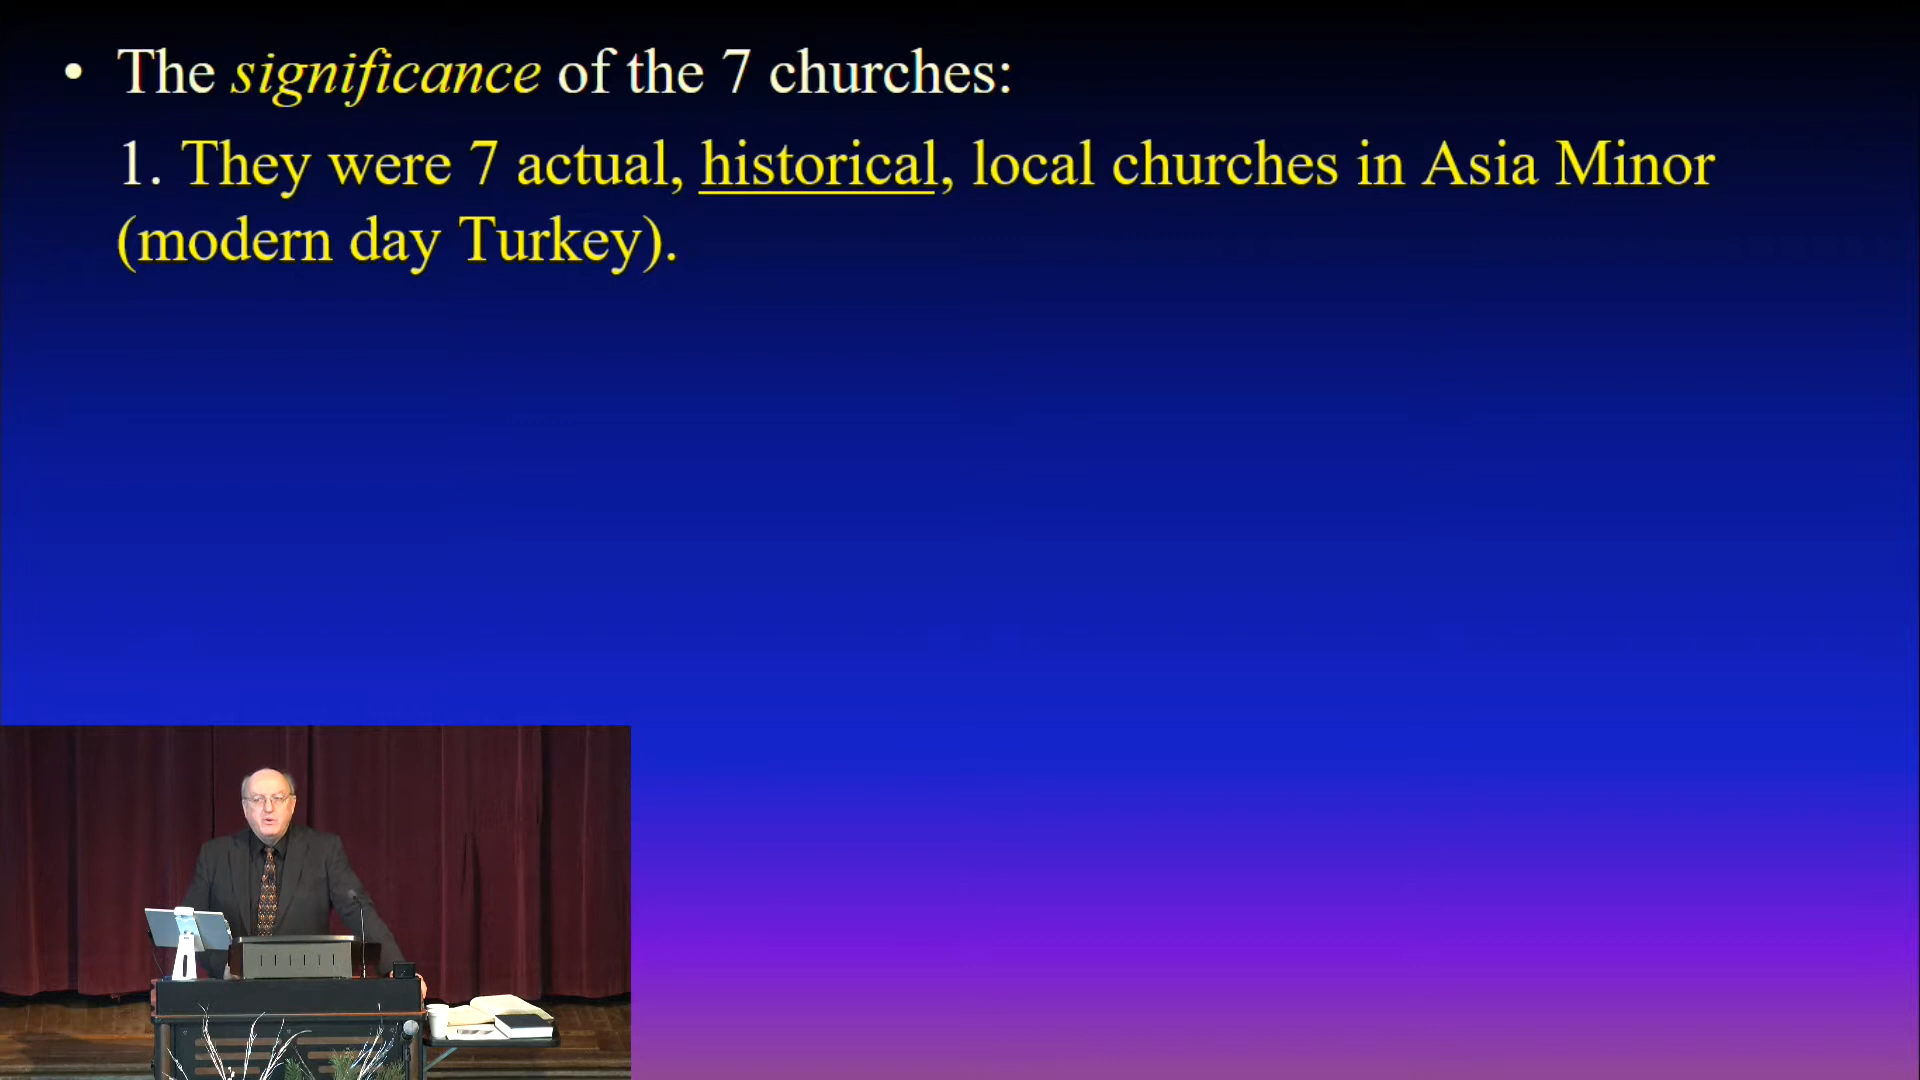 • The significance of the 7 churches:
1. They were 7 actual, historical, local churches in Asia Minor
(modern day Turkey).